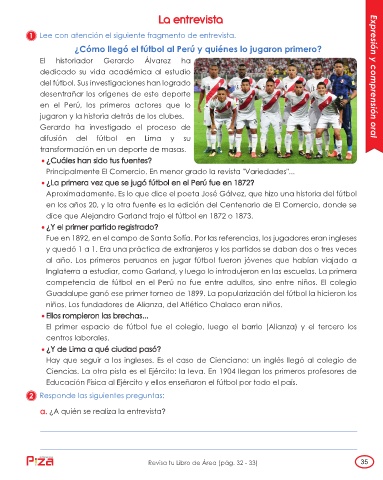 La entrevista
1 Lee con atención el siguiente fragmento de entrevista.
¿Cómo llegó el fútbol al Perú y quiénes lo jugaron primero?
El historiador Gerardo Álvarez ha
dedicado su vida académica al estudio
del fútbol. Sus investigaciones han logrado
desentrañar los orígenes de este deporte
en el Perú, los primeros actores que lo
jugaron y la historia detrás de los clubes.
Gerardo ha investigado el proceso de
difusión del fútbol en Lima y su
transformación en un deporte de masas.
• ¿Cuáles han sido tus fuentes?
Principalmente El Comercio. En menor grado la revista "Variedades"...
• ¿La primera vez que se jugó fútbol en el Perú fue en 1872?
Aproximadamente. Es lo que dice el poeta José Gálvez, que hizo una historia del fútbol
en los años 20, y la otra fuente es la edición del Centenario de El Comercio, donde se
dice que Alejandro Garland trajo el fútbol en 1872 o 1873.
• ¿Y el primer partido registrado?
Fue en 1892, en el campo de Santa Sofía. Por las referencias, los jugadores eran ingleses
y quedó 1 a 1. Era una práctica de extranjeros y los partidos se daban dos o tres veces
al año. Los primeros peruanos en jugar fútbol fueron jóvenes que habían viajado a
Inglaterra a estudiar, como Garland, y luego lo introdujeron en las escuelas. La primera
competencia de fútbol en el Perú no fue entre adultos, sino entre niños. El colegio
Guadalupe ganó ese primer torneo de 1899. La popularización del fútbol la hicieron los
niños. Los fundadores de Alianza, del Atlético Chalaco eran niños.
• Ellos rompieron las brechas...
El primer espacio de fútbol fue el colegio, luego el barrio (Alianza) y el tercero los
centros laborales.
• ¿Y de Lima a qué ciudad pasó?
Hay que seguir a los ingleses. Es el caso de Cienciano: un inglés llegó al colegio de
Ciencias. La otra pista es el Ejército: la leva. En 1904 llegan los primeros profesores de
Educación Física al Ejército y ellos enseñaron el fútbol por todo el país.
2 Responde las siguientes preguntas:
a. ¿A quién se realiza la entrevista?
Expresión y comprensión oral
Pza
Revisa tu Libro de Área (pág. 32 - 33)
35